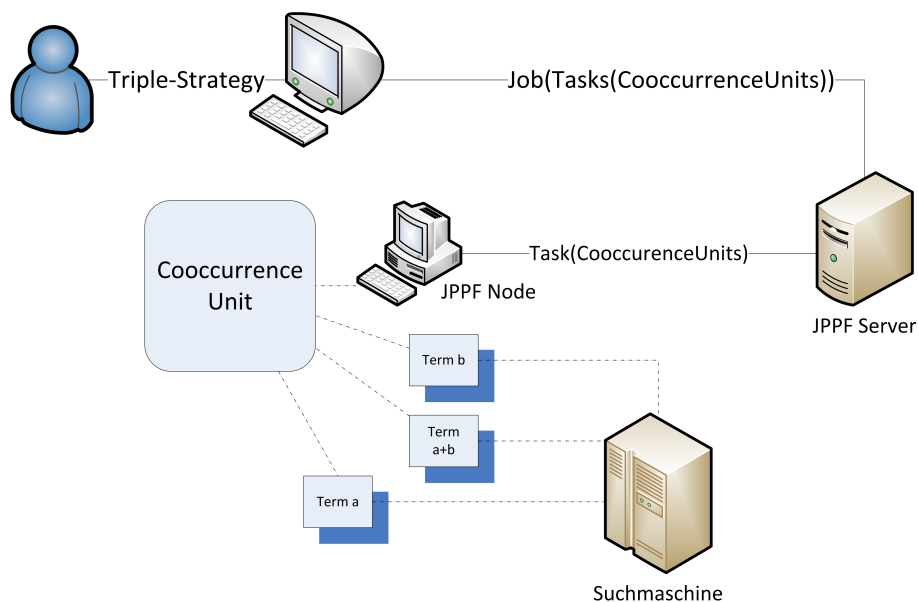 Triple-Strategy
Job(Tasks(CooccurrenceUnits))
Cooccurrence
Unit
Task(CooccurenceUnits)
JPPF Node
JPPF Server
Term b
Term
a+b
Term a
Suchmaschine